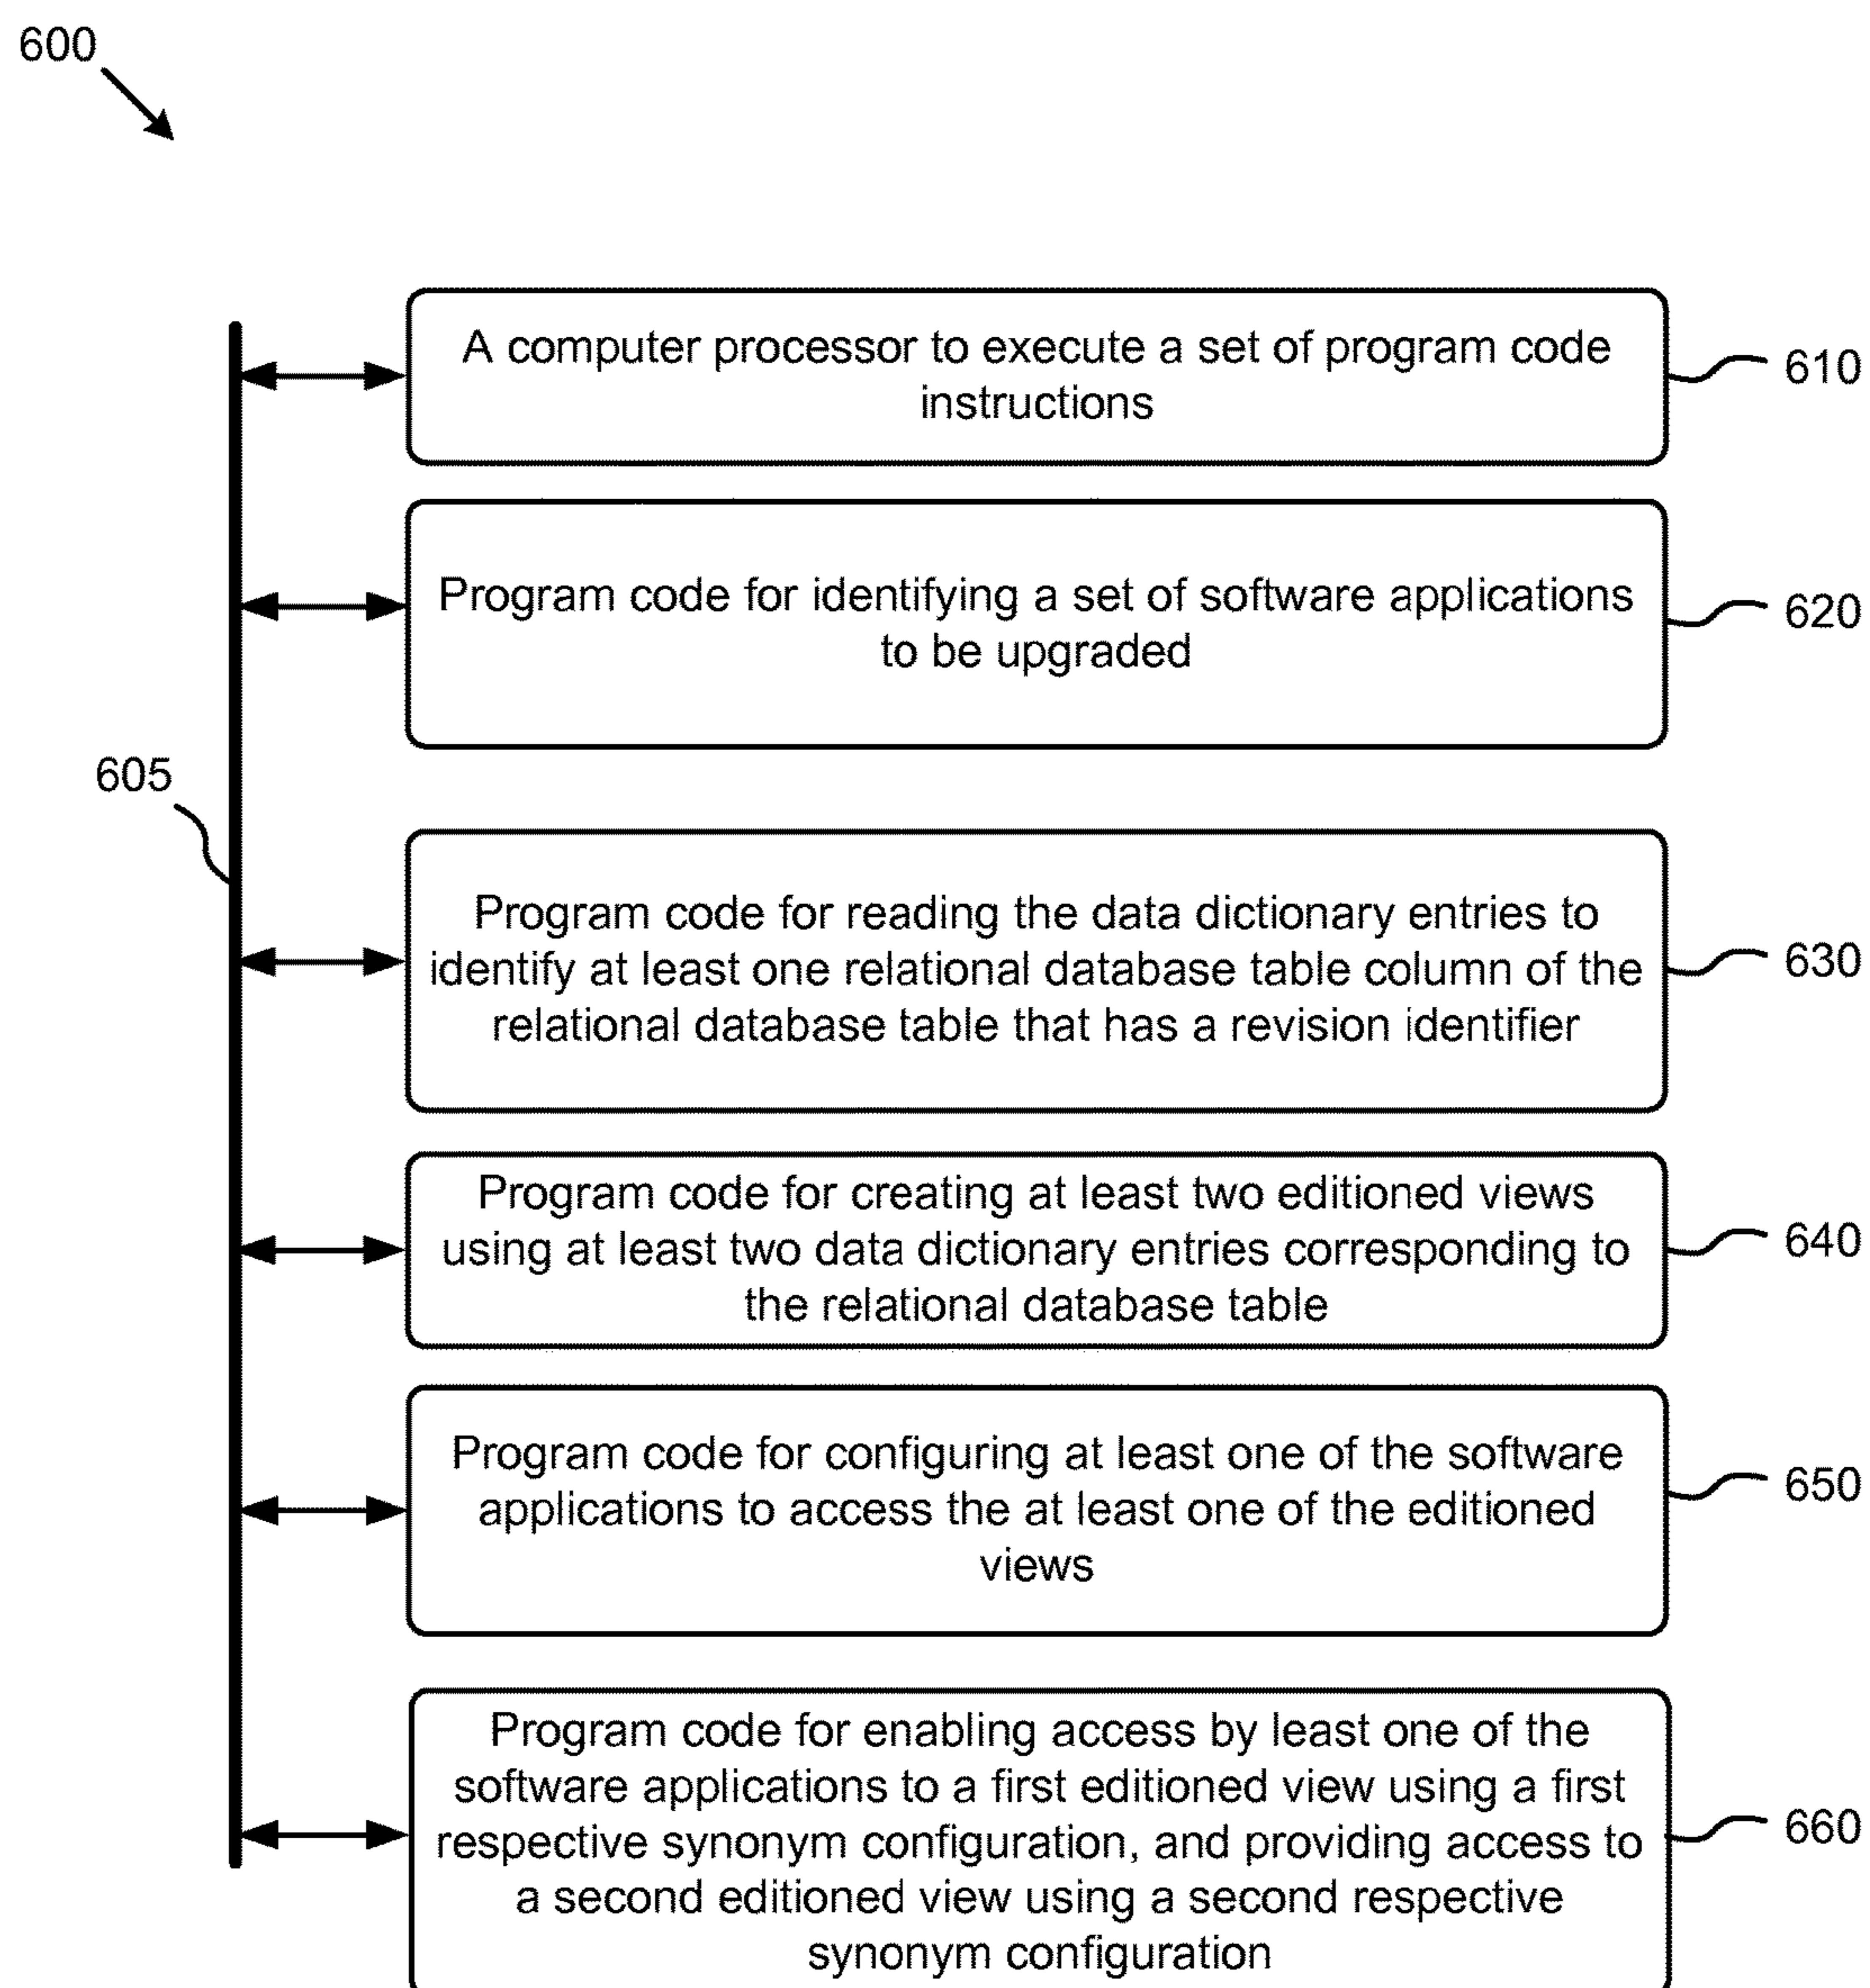 600
A computer processor to execute a set of program code
instructions
610
Program code for identifying a set of software applications
to be upgraded
620
605
Program code for reading the data dictionary entries to
identify at least one relational database table column of the
relational database table that has a revision identifier
630
Program code for creating at least two editioned views
using at least two data dictionary entries corresponding to
the relational database table
640
Program code for configuring at least one of the software
applications to access the at least one of the editioned
views
650
Program code for enabling access by least one of the
software applications to a first editioned view using a first
respective synonym configuration, and providing access to
a second editioned view using a second respective
synonym configuration
660